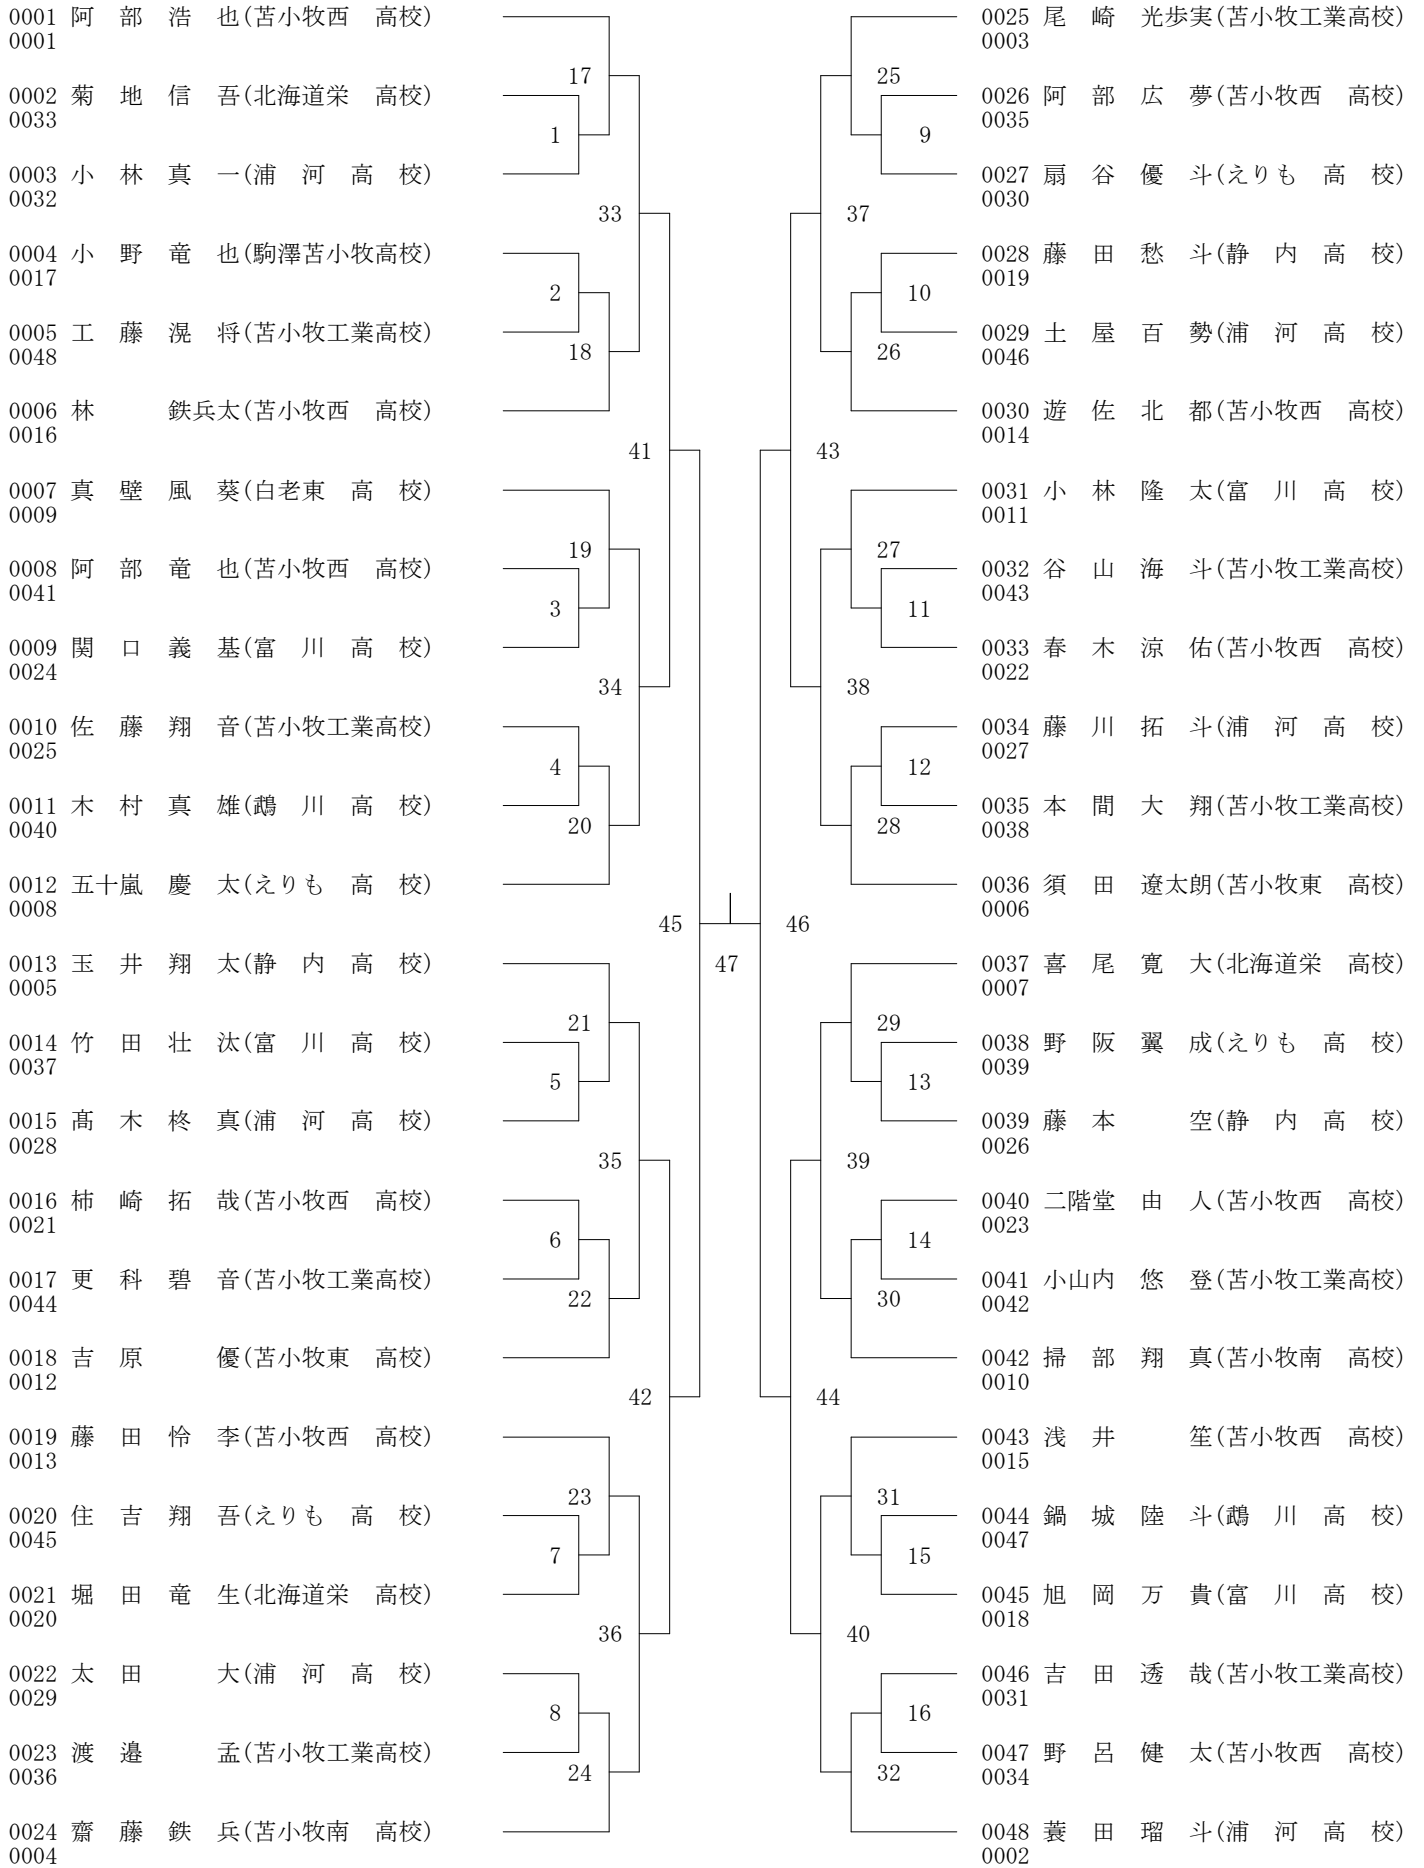 0001 阿　部　浩　也(苫小牧西　高校)
0001
0002 菊　地　信　吾(北海道栄　高校)
0033
0003 小　林　真　一(浦　河　高　校)
0032
0004 小　野　竜　也(駒澤苫小牧高校)
0017
0005 工　藤　滉　将(苫小牧工業高校)
0048
0006 林　　　鉄兵太(苫小牧西　高校)
0016
0007 真　壁　風　葵(白老東　高　校)
0009
0008 阿　部　竜　也(苫小牧西　高校)
0041
0009 関　口　義　基(富　川　高　校)
0024
0010 佐　藤　翔　音(苫小牧工業高校)
0025
0011 木　村　真　雄(鵡　川　高　校)
0040
0012 五十嵐　慶　太(えりも　高　校)
0008
0013 玉　井　翔　太(静　内　高　校)
0005
0014 竹　田　壮　汰(富　川　高　校)
0037
0015 髙　木　柊　真(浦　河　高　校)
0028
0016 柿　崎　拓　哉(苫小牧西　高校)
0021
0017 更　科　碧　音(苫小牧工業高校)
0044
0018 吉　原　　　優(苫小牧東　高校)
0012
0019 藤　田　怜　李(苫小牧西　高校)
0013
0020 住　吉　翔　吾(えりも　高　校)
0045
0021 堀　田　竜　生(北海道栄　高校)
0020
0022 太　田　　　大(浦　河　高　校)
0029
0023 渡　邉　　　孟(苫小牧工業高校)
0036
0024 齋　藤　鉄　兵(苫小牧南　高校)
0004
17
1
33
2
18
41
19
3
34
4
20
45
21
5
35
6
22
42
23
7
36
8
24
47
25
9
37
10
26
43
27
11
38
12
28
46
29
13
39
14
30
44
31
15
40
16
32
0025 尾　崎　光歩実(苫小牧工業高校)
0003
0026 阿　部　広　夢(苫小牧西　高校)
0035
0027 扇　谷　優　斗(えりも　高　校)
0030
0028 藤　田　愁　斗(静　内　高　校)
0019
0029 土　屋　百　勢(浦　河　高　校)
0046
0030 遊　佐　北　都(苫小牧西　高校)
0014
0031 小　林　隆　太(富　川　高　校)
0011
0032 谷　山　海　斗(苫小牧工業高校)
0043
0033 春　木　涼　佑(苫小牧西　高校)
0022
0034 藤　川　拓　斗(浦　河　高　校)
0027
0035 本　間　大　翔(苫小牧工業高校)
0038
0036 須　田　遼太朗(苫小牧東　高校)
0006
0037 喜　尾　寛　大(北海道栄　高校)
0007
0038 野　阪　翼　成(えりも　高　校)
0039
0039 藤　本　　　空(静　内　高　校)
0026
0040 二階堂　由　人(苫小牧西　高校)
0023
0041 小山内　悠　登(苫小牧工業高校)
0042
0042 掃　部　翔　真(苫小牧南　高校)
0010
0043 浅　井　　　笙(苫小牧西　高校)
0015
0044 鍋　城　陸　斗(鵡　川　高　校)
0047
0045 旭　岡　万　貴(富　川　高　校)
0018
0046 吉　田　透　哉(苫小牧工業高校)
0031
0047 野　呂　健　太(苫小牧西　高校)
0034
0048 蓑　田　瑠　斗(浦　河　高　校)
0002